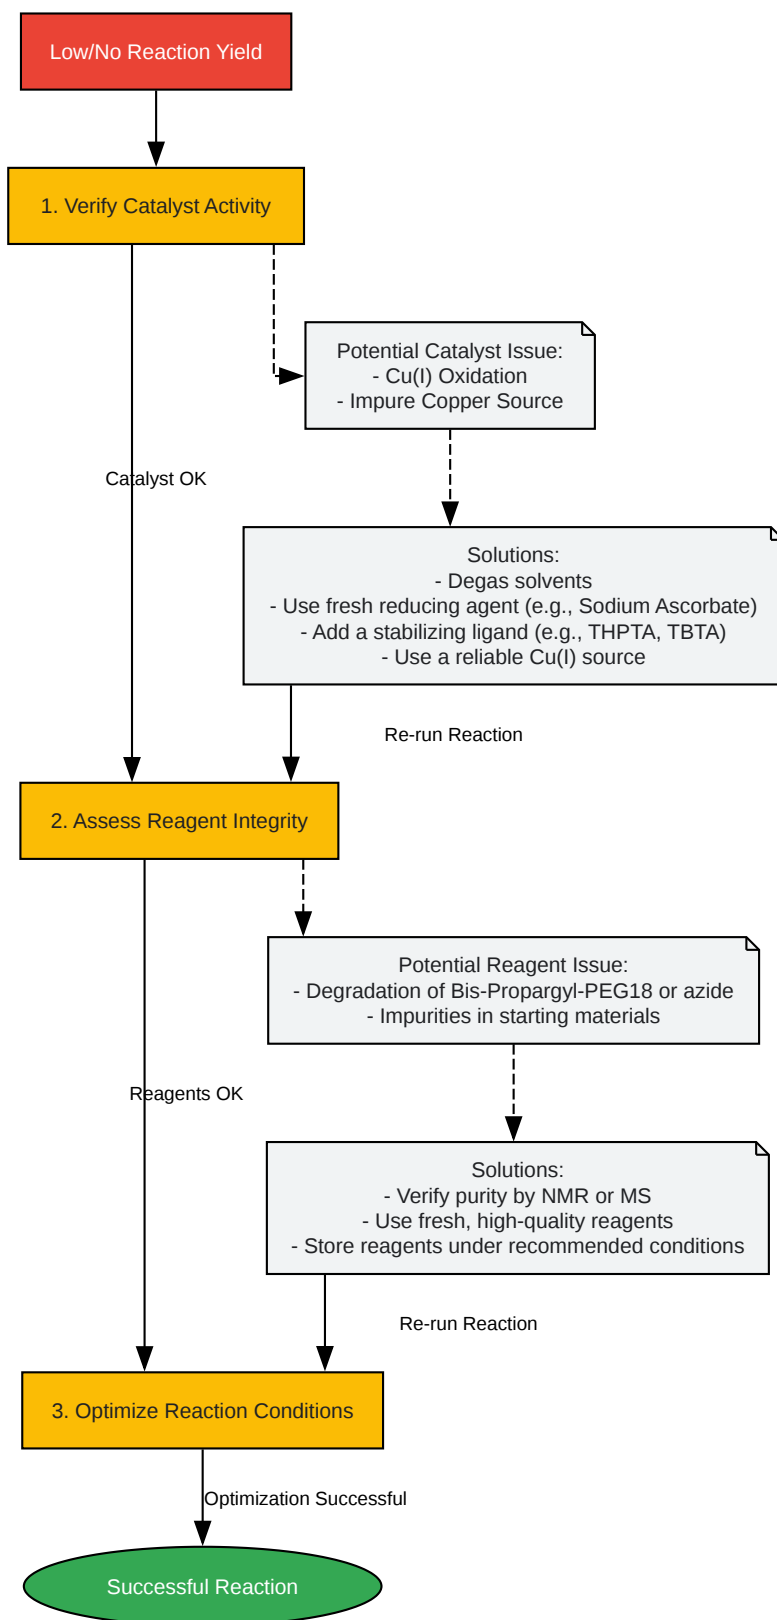 Low/No Reaction Yield
1. Verify Catalyst Activity
Potential Catalyst Issue:
- Cu(I) Oxidation
- Impure Copper Source
Catalyst OK
Solutions:
- Degas solvents
- Use fresh reducing agent (e.g., Sodium Ascorbate)
- Add a stabilizing ligand (e.g., THPTA, TBTA)
- Use a reliable Cu(I) source
Re-run Reaction
2. Assess Reagent Integrity
Potential Reagent Issue:
- Degradation of Bis-Propargyl-PEG18 or azide
- Impurities in starting materials
Reagents OK
Solutions:
- Verify purity by NMR or MS
- Use fresh, high-quality reagents
- Store reagents under recommended conditions
Re-run Reaction
3. Optimize Reaction Conditions
Optimization Successful
Successful Reaction